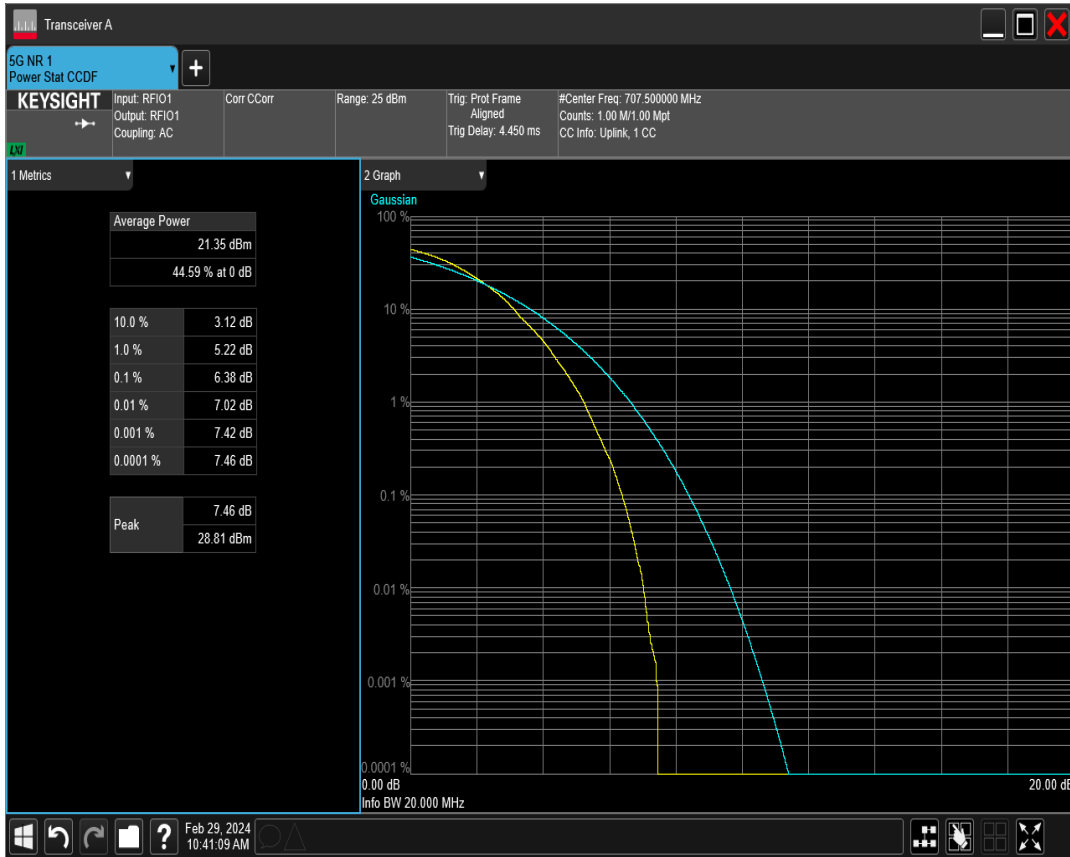 Transceiver A
5G NR 1
Power Stat CCDF
KEYSIGHT
LXI
Input: RFIO1
Output: RFIO1
Coupling: AC
Corr CCorr
Range: 25 dBm
Trig: Prot Frame
Aligned
Trig Delay: 4.450 ms
#Center Freq: 707.500000 MHz
Counts: 1.00 M/1.00 Mpt
CC Info: Uplink, 1 CC
1 Metrics
Average Power
21.35 dBm
44.59 % at 0 dB
10.0 % 3.12 dB
1.0 % 5.22 dB
0.1 % 6.38 dB
0.01 % 7.02 dB
0.001 % 7.42 dB
0.0001 % 7.46 dB
Peak 7.46 dB
28.81 dBm
2 Graph
Gaussian
100 %
10 %
1 %
0.1 %
0.01 %
0.001 %
0.0001 %
0.00 dB 20.00 dB
Info BW 20.000 MHz
? Feb 29, 2024
10:41:09 AM